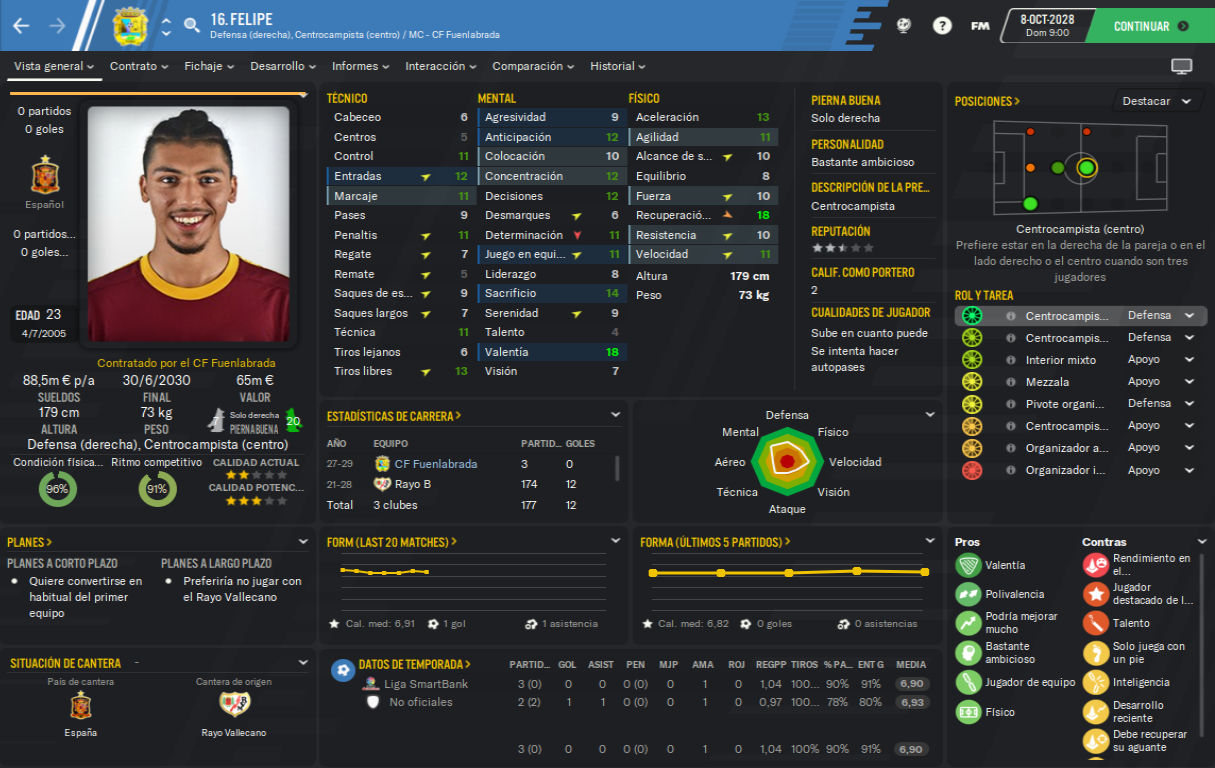 16. FELIPE
Defensa (derecha), Centrocampista (centro) / MC - CF Fuenlabrada
?
FM
8-OCT-2028
Dom 9:00
CONTINUAR
Vista general
Contrato
Fichaje
Desarrollo
Informes
Interacción
Comparación
Historial
0 partidos
0 goles
Español
0 partidos...
0 goles...
EDAD 23
4/7/2005
Contratado por el CF Fuenlabrada
88,5m € p/a
SUELDOS
30/6/2030
FINAL
65m €
VALOR
179 cm
ALTURA
73 kg
PESO
7
Solo derecha
PIERNA BUENA
20
Defensa (derecha), Centrocampista (centro)
Condición física...
96%
Ritmo competitivo
91%
CALIDAD ACTUAL
CALIDAD POTENC...
TÉCNICO
Cabeceo 6
Centros 5
Control 11
Entradas 12
Marcaje 11
Pases 9
Penaltis 11
Regate 7
Remate 5
Saques de es... 9
Saques largos 7
Técnica 11
Tiros lejanos 6
Tiros libres 13
MENTAL
Agresividad 9
Anticipación 12
Colocación 10
Concentración 12
Decisiones 12
Desmarques 6
Determinación 11
Juego en equi... 11
Liderazgo 8
Sacrificio 14
Serenidad 9
Talento 4
Valentía 18
Visión 7
FÍSICO
Aceleración 13
Agilidad 11
Alcance de s... 10
Equilibrio 8
Fuerza 10
Recuperació... 18
Resistencia 10
Velocidad 11
Altura 179 cm
Peso 73 kg
PIERNA BUENA
Solo derecha
PERSONALIDAD
Bastante ambicioso
DESCRIPCIÓN DE LA PRE...
Centrocampista
REPUTACIÓN
CALIF. COMO PORTERO
2
CUALIDADES DE JUGADOR
Sube en cuanto puede
Se intenta hacer
autopases
POSICIONES >
Destacar
Centrocampista (centro)
Prefiere estar en la derecha de la pareja o en el
lado derecho o el centro cuando son tres
jugadores
ROL Y TAREA
Centrocampis... Defensa
Centrocampis... Defensa
Interior mixto Apoyo
Mezzala Apoyo
Pivote organi... Defensa
Centrocampis... Apoyo
Organizador a... Apoyo
Organizador i... Apoyo
ESTADÍSTICAS DE CARRERA >
AÑO EQUIPO PARTID... GOLES
27-29 CF Fuenlabrada 3 0
21-28 Rayo B 174 12
Total 3 clubes 177 12
Defensa
Mental
Físico
Aéreo
Velocidad
Técnica
Visión
Ataque
PLANES >
PLANES A CORTO PLAZO
Quiere convertirse en
habitual del primer
equipo
PLANES A LARGO PLAZO
Preferiría no jugar con
el Rayo Vallecano
FORM (LAST 20 MATCHES) >
Cal. med: 6,91
1 gol
1 asistencia
FORMA (ÚLTIMOS 5 PARTIDOS) >
Cal. med: 6,82
0 goles
0 asistencias
Pros
Valentía
Polivalencia
Podría mejorar
mucho
Bastante
ambicioso
Jugador de equipo
Físico
Contras
Rendimiento en
el...
Jugador
destacado de l...
Talento
Solo juega con
un pie
Inteligencia
Desarrollo
reciente
Debe recuperar
su aguante
SITUACIÓN DE CANTERA -
País de cantera
España
Cantera de origen
Rayo Vallecano
DATOS DE TEMPORADA >
PARTID... GOL ASIST PEN MJP AMA ROJ REGPP TIROS % PA... ENT G MEDIA
Liga SmartBank 3 (0) 0 0 0 (0) 0 1 0 1,04 100... 90% 91% 6,90
No oficiales 2 (2) 1 1 0 (0) 0 1 0 0,97 100... 78% 80% 6,93
3 (0) 0 0 0 (0) 0 1 0 1,04 100% 90% 91% 6,90